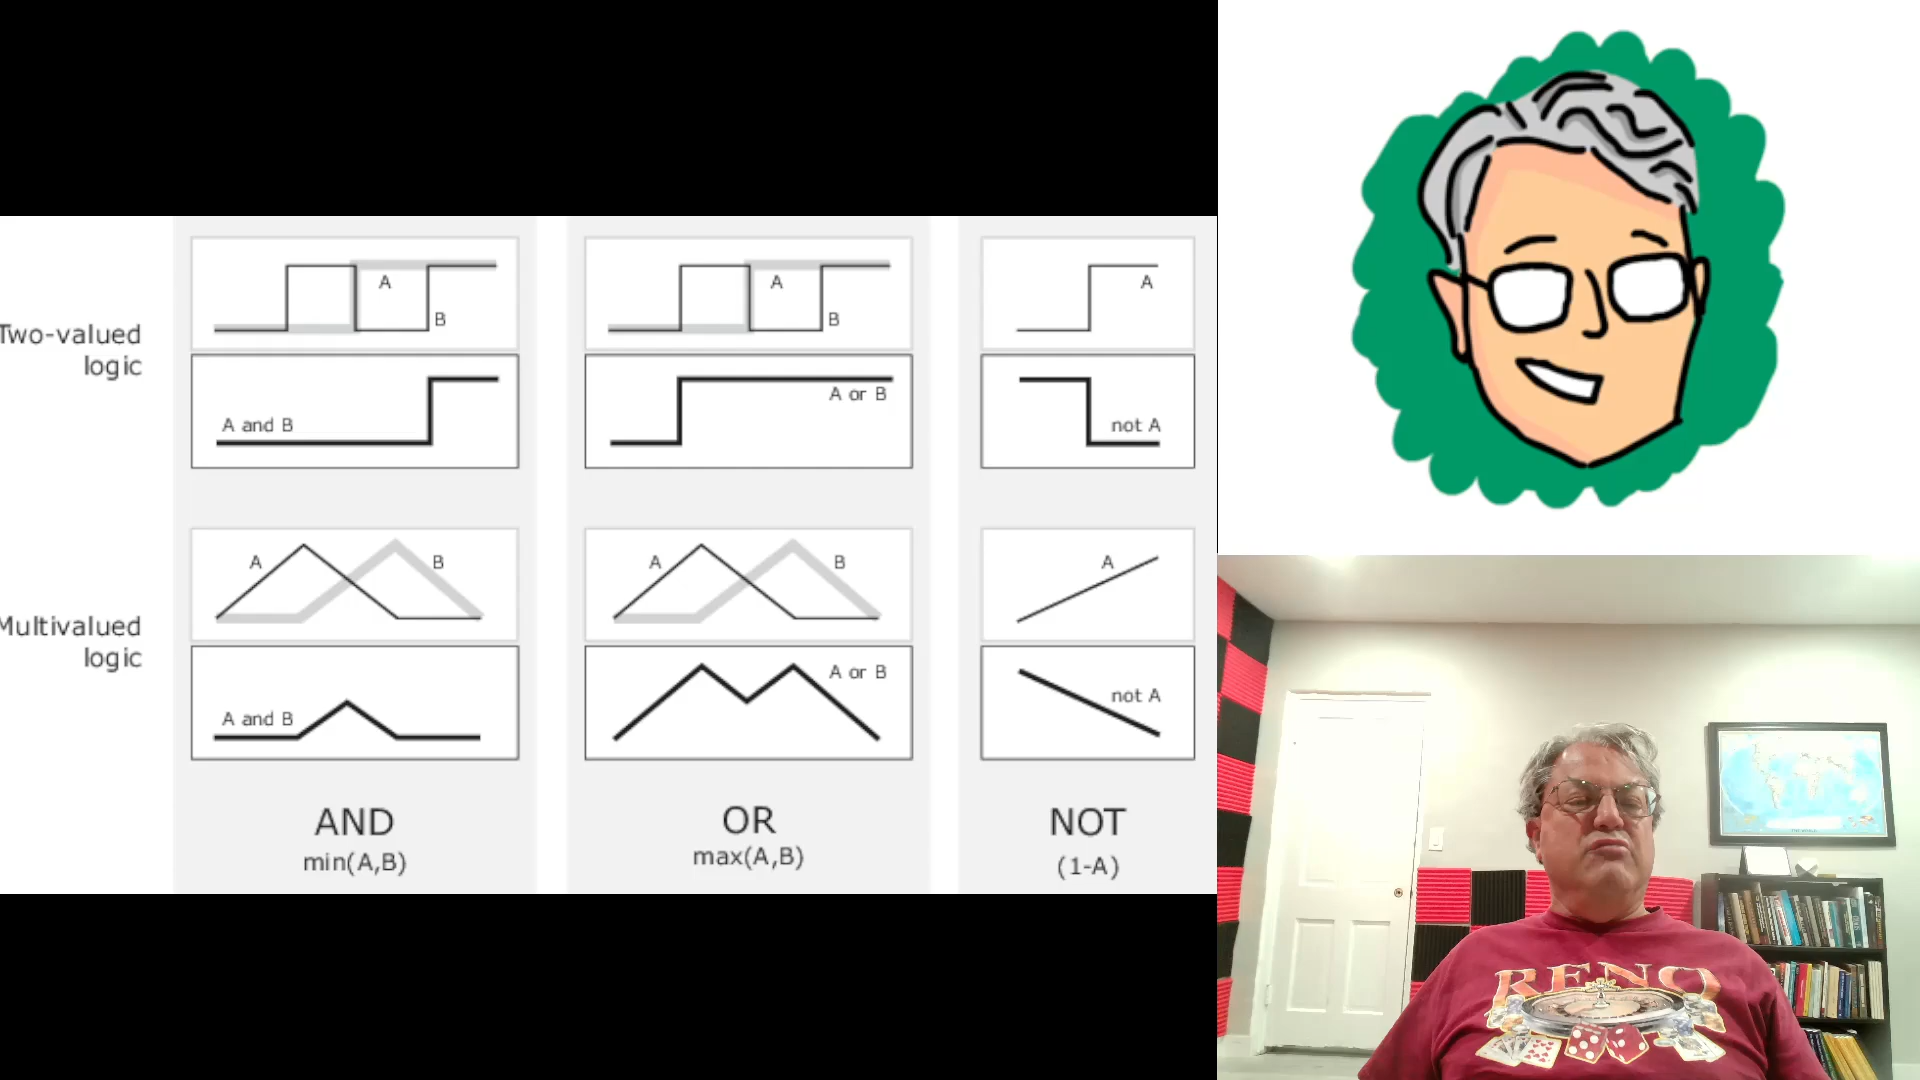 Two-valued
logic
A
B
A and B
A
B
A or B
A
not A
Multivalued
logic
A
B
A and B
A
B
A or B
A
not A
AND
min(A,B)
OR
max(A,B)
NOT
(1-A)
RENO